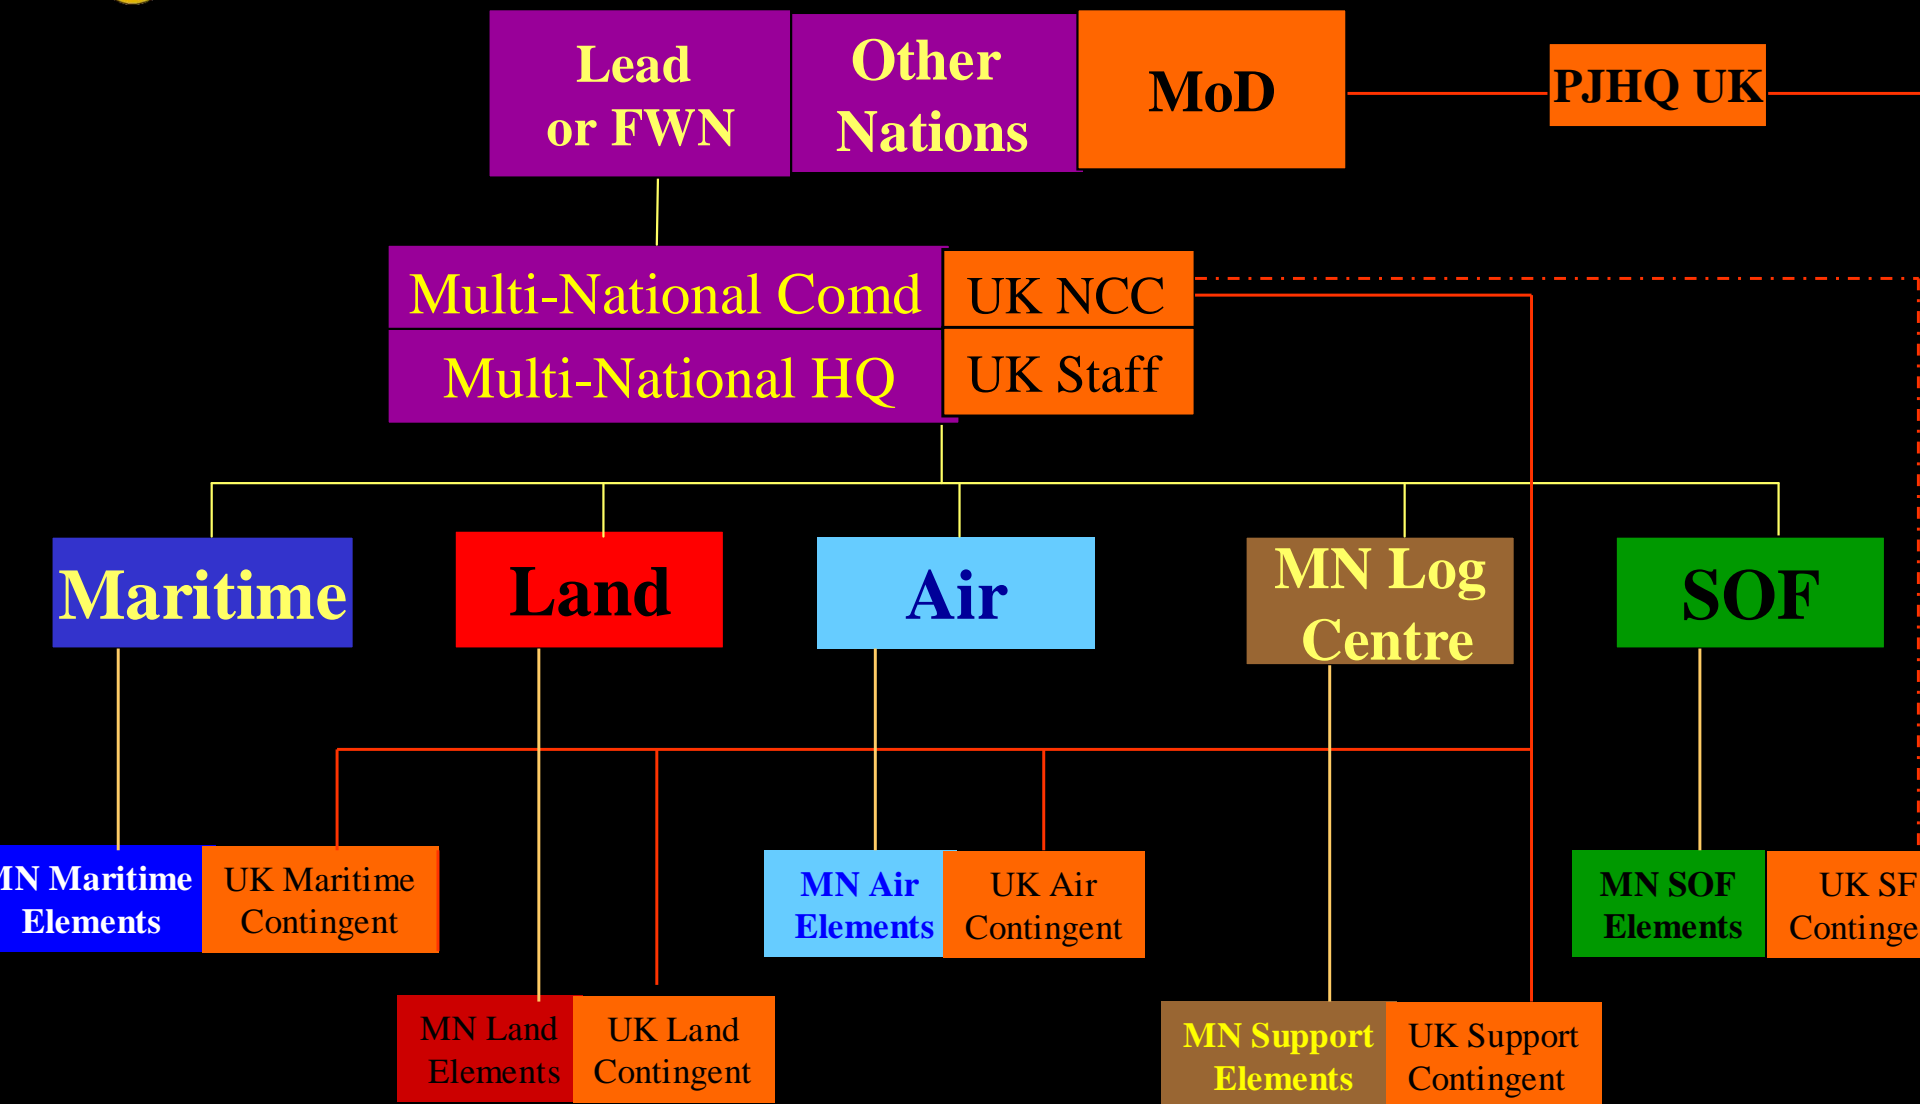 Lead
or FWN
Other
Nations
MoD
PJHQ UK
Multi-National Comd
UK NCC
Multi-National HQ
UK Staff
Maritime
Land
Air
MN Log
Centre
SOF
MN Maritime
Elements
UK Maritime
Contingent
MN Air
Elements
UK Air
Contingent
MN SOF
Elements
UK SF
Continge
MN Land
Elements
UK Land
Contingent
MN Support
Elements
UK Support
Contingent